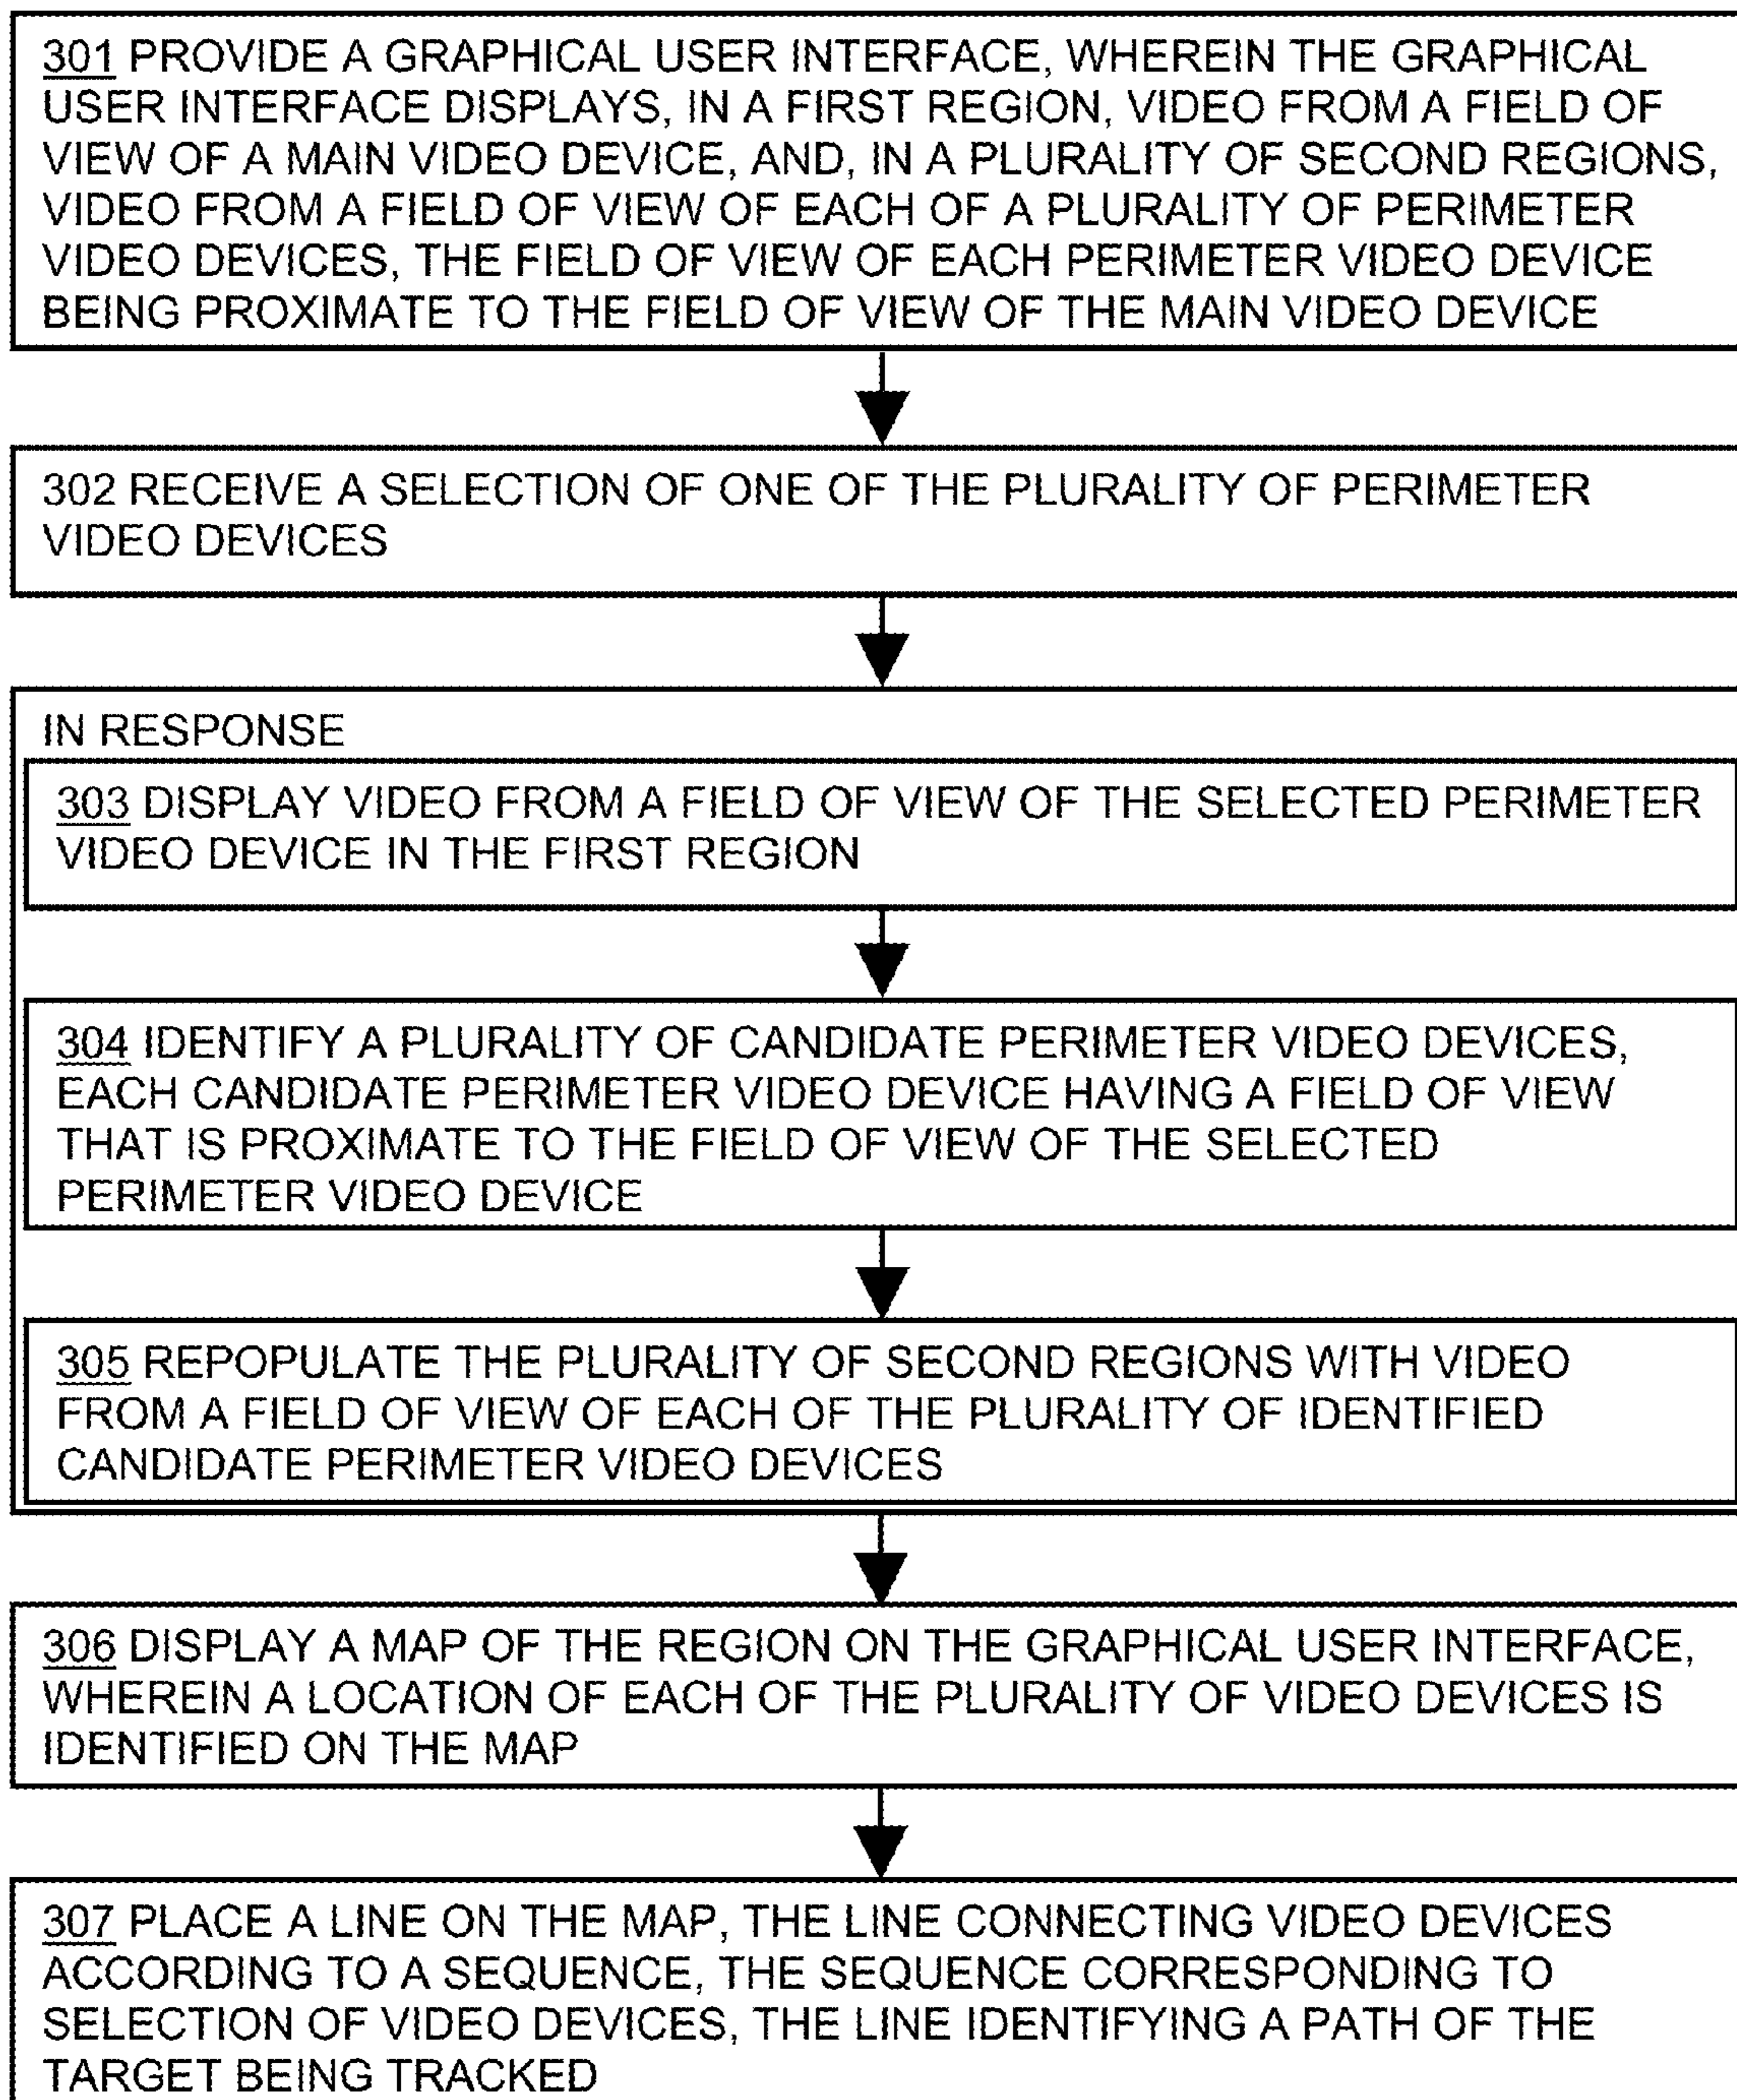 301 PROVIDE A GRAPHICAL USER INTERFACE, WHEREIN THE GRAPHICAL
USER INTERFACE DISPLAYS, IN A FIRST REGION, VIDEO FROM A FIELD OF
VIEW OF A MAIN VIDEO DEVICE, AND, IN A PLURALITY OF SECOND REGIONS,
VIDEO FROM A FIELD OF VIEW OF EACH OF A PLURALITY OF PERIMETER
VIDEO DEVICES, THE FIELD OF VIEW OF EACH PERIMETER VIDEO DEVICE
BEING PROXIMATE TO THE FIELD OF VIEW OF THE MAIN VIDEO DEVICE
302 RECEIVE A SELECTION OF ONE OF THE PLURALITY OF PERIMETER
VIDEO DEVICES
IN RESPONSE
303 DISPLAY VIDEO FROM A FIELD OF VIEW OF THE SELECTED PERIMETER
VIDEO DEVICE IN THE FIRST REGION
304 IDENTIFY A PLURALITY OF CANDIDATE PERIMETER VIDEO DEVICES,
EACH CANDIDATE PERIMETER VIDEO DEVICE HAVING A FIELD OF VIEW
THAT IS PROXIMATE TO THE FIELD OF VIEW OF THE SELECTED
PERIMETER VIDEO DEVICE
305 REPOPULATE THE PLURALITY OF SECOND REGIONS WITH VIDEO
FROM A FIELD OF VIEW OF EACH OF THE PLURALITY OF IDENTIFIED
CANDIDATE PERIMETER VIDEO DEVICES
306 DISPLAY A MAP OF THE REGION ON THE GRAPHICAL USER INTERFACE,
WHEREIN A LOCATION OF EACH OF THE PLURALITY OF VIDEO DEVICES IS
IDENTIFIED ON THE MAP
307 PLACE A LINE ON THE MAP, THE LINE CONNECTING VIDEO DEVICES
ACCORDING TO A SEQUENCE, THE SEQUENCE CORRESPONDING TO
SELECTION OF VIDEO DEVICES, THE LINE IDENTIFYING A PATH OF THE
TARGET BEING TRACKED